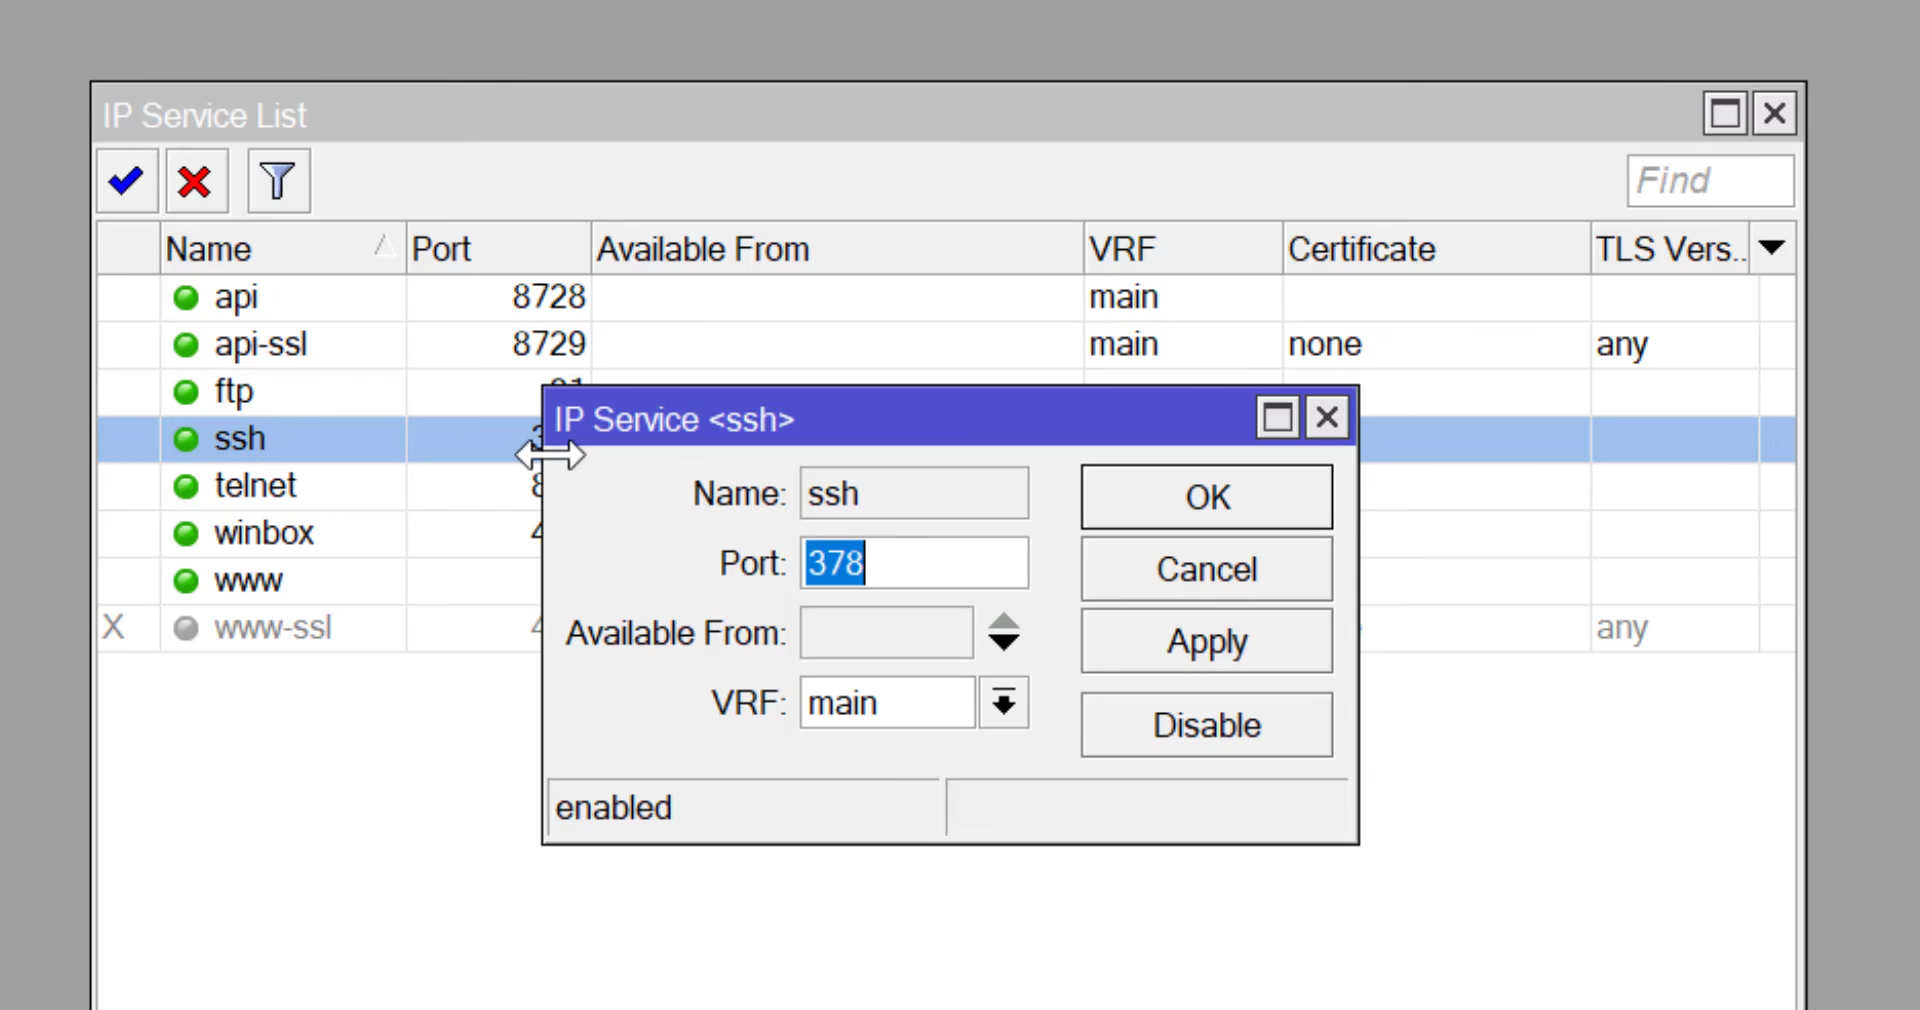 IP Service List
Find
Name Port Available From VRF Certificate TLS Vers..
api 8728 main
api-ssl 8729 main none any
ftp
ssh
telnet
winbox
www
X www-ssl any
IP Service <ssh>
Name: ssh
Port: 378
Available From:
VRF: main
OK
Cancel
Apply
Disable
enabled